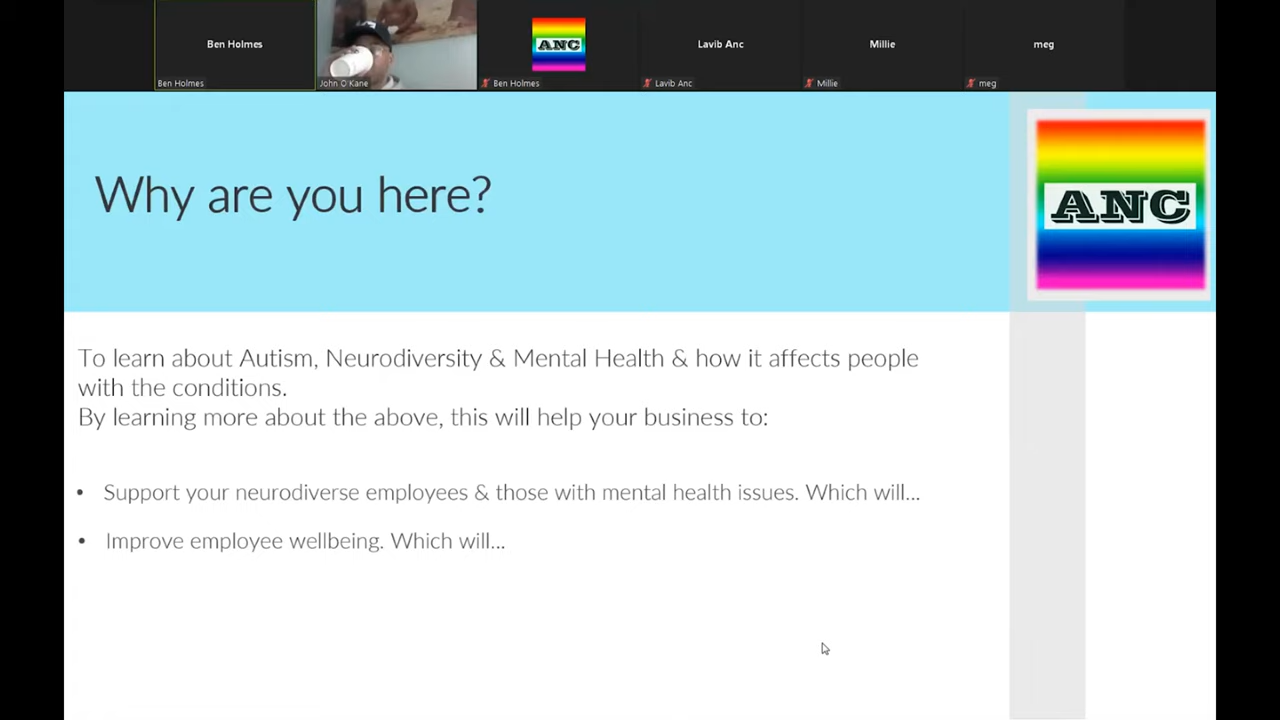 Ben Holmes
Ben Holmes
John O Kane
ANC
Ben Holmes
Lavib Anc
Lavib Anc
Millie
Millie
meg
meg
Why are you here?
ANC
To learn about Autism, Neurodiversity & Mental Health & how it affects people
with the conditions.
By learning more about the above, this will help your business to:
• Support your neurodiverse employees & those with mental health issues. Which will...
• Improve employee wellbeing. Which will...